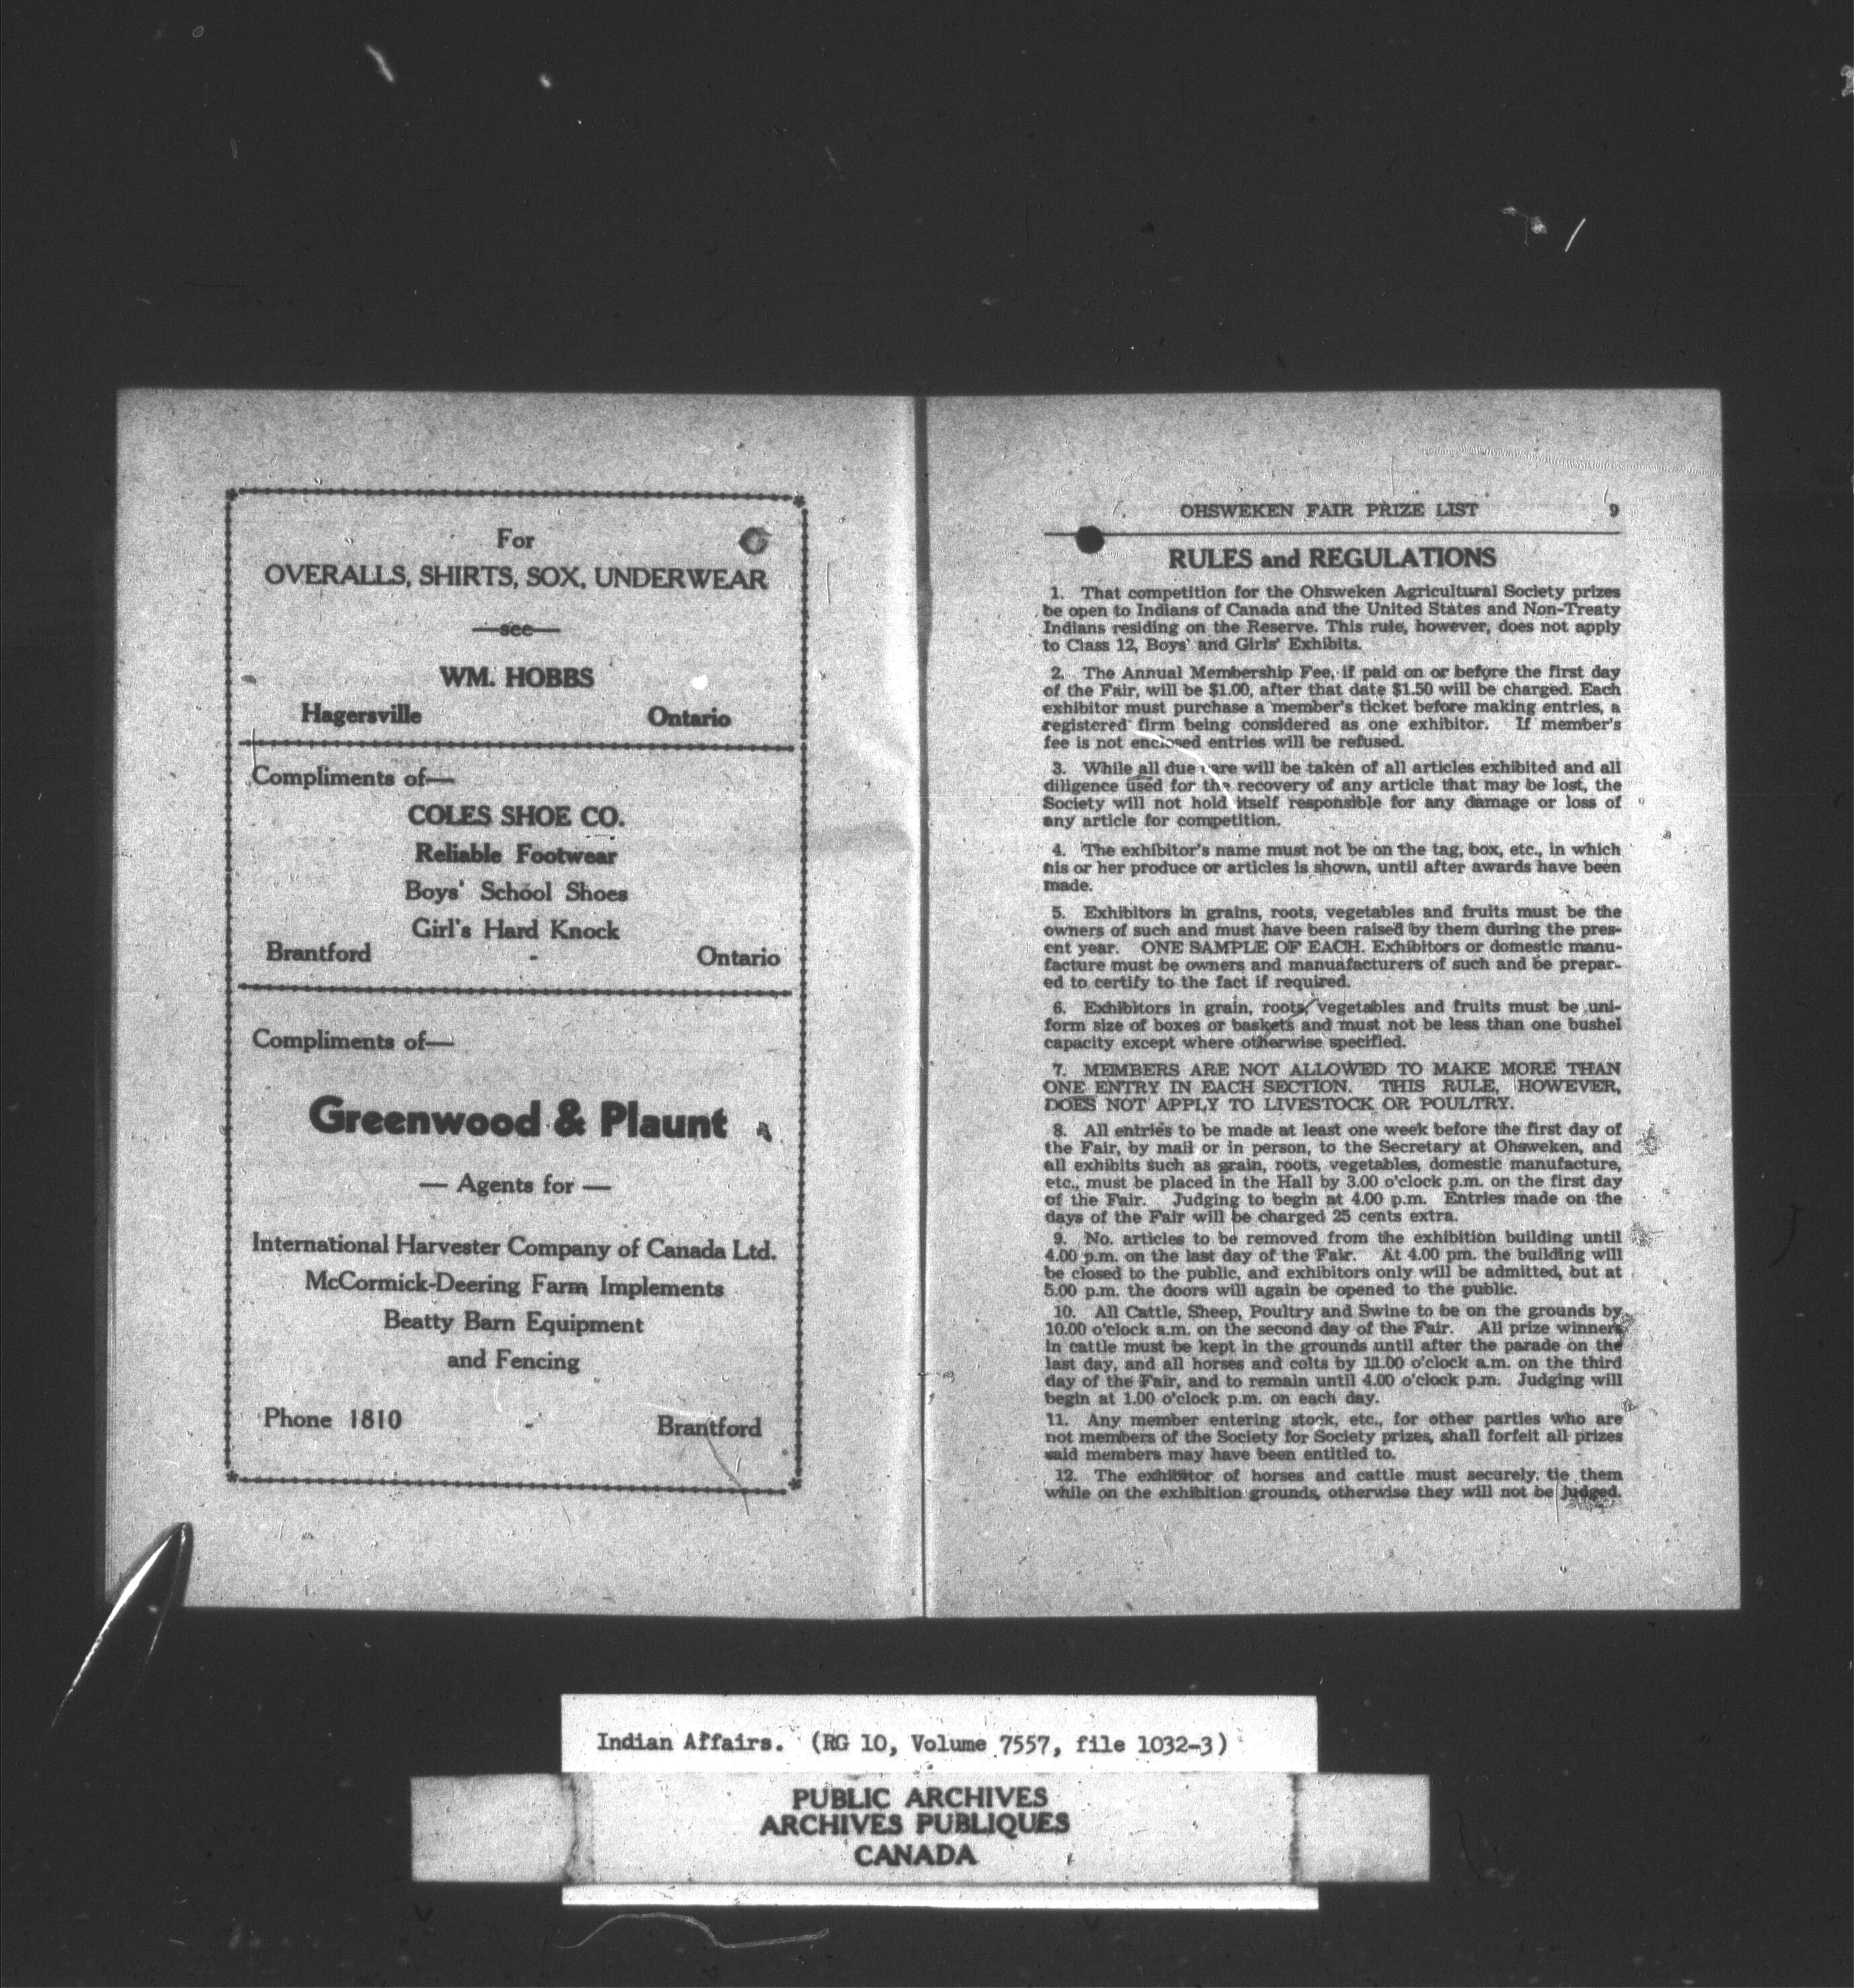 For
OVERALLS, SHIRTS, SOX, UNDERWEAR
—see—
WM. HOBBS
Hagersville Ontario
Compliments of—
COLES SHOE CO.
Reliable Footwear
Boys' School Shoes
Girl's Hard Knock
Brantford - Ontario
Compliments of—
Greenwood & Plaunt
— Agents for —
International Harvester Company of Canada Ltd.
McCormick-Deering Farm Implements
Beatty Barn Equipment
and Fencing
Phone 1810 - Brantford
OHSWEKEN FAIR PRIZE LIST 9
RULES and REGULATIONS
1. That competition for the Ohsweken Agricultural Society prizes
be open to Indians of Canada and the United States and Non-Treaty
Indians residing on the Reserve. This rule, however, does not apply
to Class 12, Boys' and Girls' Exhibits.
2. The Annual Membership Fee, if paid on or before the first day
of the Fair, will be $1.00, after that date $1.50 will be charged. Each
exhibitor must purchase a member's ticket before making entries, a
registered firm being considered as one exhibitor. If member's
fee is not enclosed entries will be refused.
3. While all due care will be taken of all articles exhibited and all
diligence used for the recovery of any article that may be lost, the
Society will not hold itself responsible for any damage or loss of
any article for competition.
4. The exhibitor's name must not be on the tag, box, etc., in which
his or her produce or articles is shown, until after awards have been
made.
5. Exhibitors in grains, roots, vegetables and fruits must be the
owners of such and must have been raised by them during the pres-
ent year. ONE SAMPLE OF EACH. Exhibitors or domestic manu-
facture must be owners and manuafacturers of such and be prepar-
ed to certify to the fact if required.
6. Exhibitors in grain, roots, vegetables and fruits must be uni-
form size of boxes or baskets and must not be less than one bushel
capacity except where otherwise specified.
7. MEMBERS ARE NOT ALLOWED TO MAKE MORE THAN
ONE ENTRY IN EACH SECTION. THIS RULE, HOWEVER,
DOES NOT APPLY TO LIVESTOCK OR POULTRY.
8. All entries to be made at least one week before the first day of
the Fair, by mail or in person, to the Secretary at Ohsweken, and
all exhibits such as grain, roots, vegetables, domestic manufacture,
etc., must be placed in the Hall by 3.00 o'clock p.m. on the first day
of the Fair. Judging to begin at 4.00 p.m. Entries made on the
days of the Fair will be charged 25 cents extra.
9. No. articles to be removed from the exhibition building until
4.00 p.m. on the last day of the Fair. At 4.00 pm. the building will
be closed to the public, and exhibitors only will be admitted, but at
5.00 p.m. the doors will again be opened to the public.
10. All Cattle, Sheep, Poultry and Swine to be on the grounds by
10.00 o'clock a.m. on the second day of the Fair. All prize winners
in cattle must be kept in the grounds until after the parade on the
last day, and all horses and colts by 11.00 o'clock a.m. on the third
day of the Fair, and to remain until 4.00 o'clock p.m. Judging will
begin at 1.00 o'clock p.m. on each day.
11. Any member entering stock, etc., for other parties who are
not members of the Society for Society prizes, shall forfeit all prizes
said members may have been entitled to.
12. The exhibitor of horses and cattle must securely tie them
while on the exhibition grounds, otherwise they will not be judged.
Indian Affairs. (RG 10, Volume 7557, file 1032-3)
PUBLIC ARCHIVES
ARCHIVES PUBLIQUES
CANADA